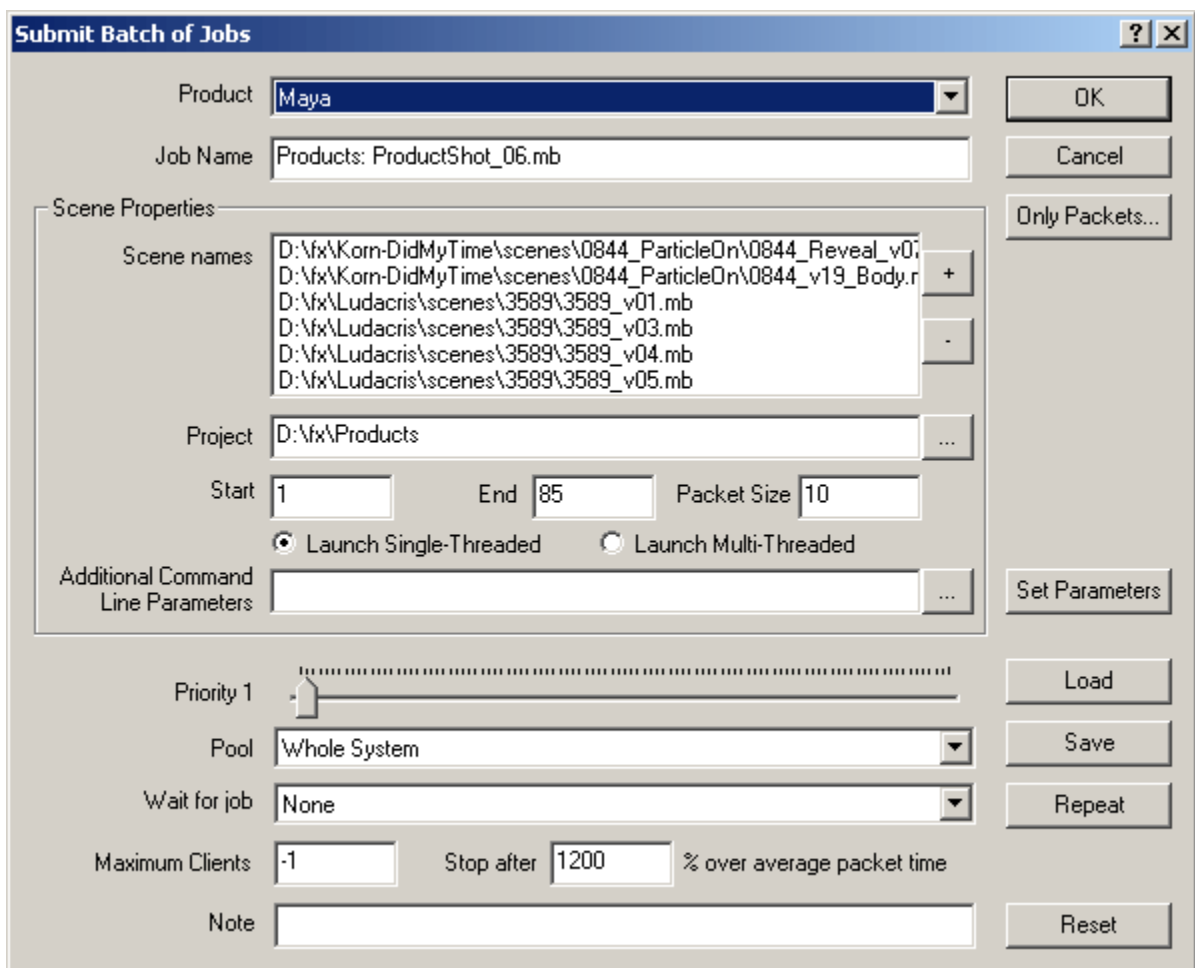 Submit Batch of Jobs
Product Maya OK
Job Name Products: ProductShot_06.mb Cancel
Scene Properties Only Packets...
Scene names D:\fx\Korn-DidMyTime\scenes\0844_ParticleOn\0844_Reveal_v07
D:\fx\Korn-DidMyTime\scenes\0844_ParticleOn\0844_v19_Body.m
+
D:\fx\Ludacris\scenes\3589\3589_v01.mb
D:\fx\Ludacris\scenes\3589\3589_v03.mb
-
D:\fx\Ludacris\scenes\3589\3589_v04.mb
D:\fx\Ludacris\scenes\3589\3589_v05.mb
Project D:\fx\Products ...
Start 1 End 85 Packet Size 10
Launch Single-Threaded Launch Multi-Threaded
Additional Command
Line Parameters ... Set Parameters
Priority 1 Load
Pool Whole System Save
Wait for job None Repeat
Maximum Clients -1 Stop after 1200 % over average packet time
Note Reset